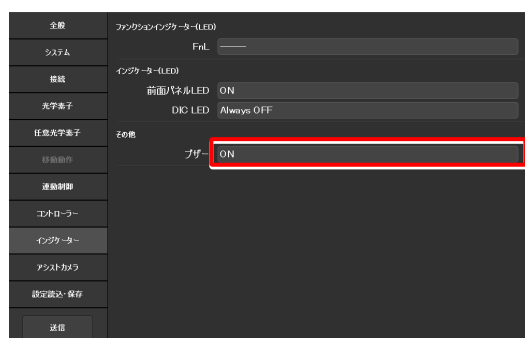 全般
システム
接続
光学素子
任意光学素子
移動動作
連動制御
コントローラー
インジケーター
アシストカメラ
設定読込・保存
送信
ファンクションインジケーター(LED)
FnL ───
インジケーター(LED)
前面パネルLED ON
DIC LED Always OFF
その他
ブザー ON